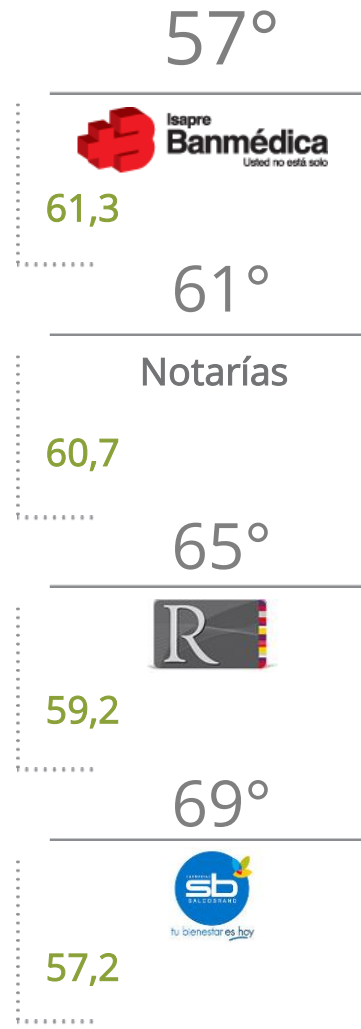 57°
Isapre
Banmédica
Usted no está solo
61,3
61°
Notarías
60,7
65°
R
59,2
69°
sb
SALCOBRAND
tu bienestar es hoy
57,2